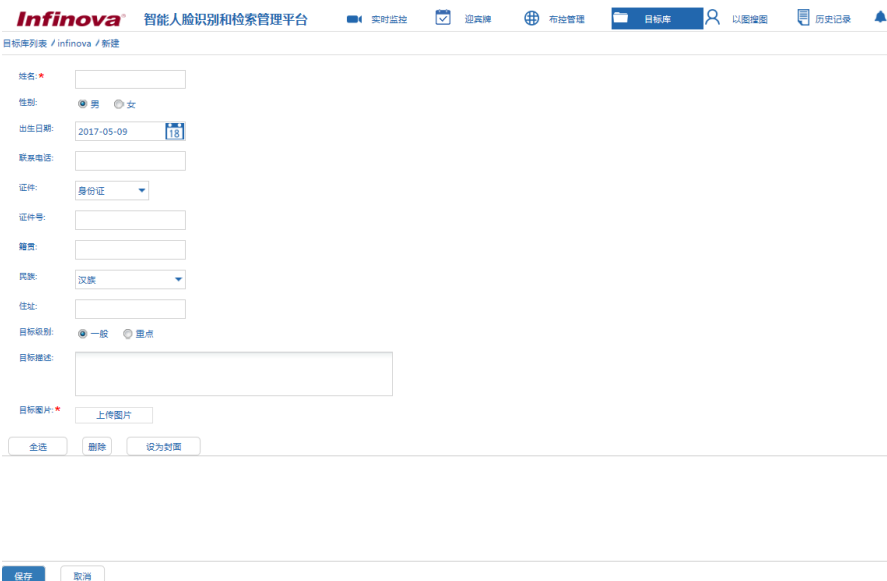 Infinova® 智能人脸识别和检索管理平台 实时监控 迎宾牌 布控管理 目标库 以图搜图 历史记录
目标库列表 / infinova / 新建
姓名:*
性别: 男 女
出生日期: 2017-05-09 18
联系电话:
证件: 身份证
证件号:
籍贯:
民族: 汉族
住址:
目标级别: 一般 重点
目标描述:
目标图片:* 上传图片
全选 删除 设为封面
保存 取消